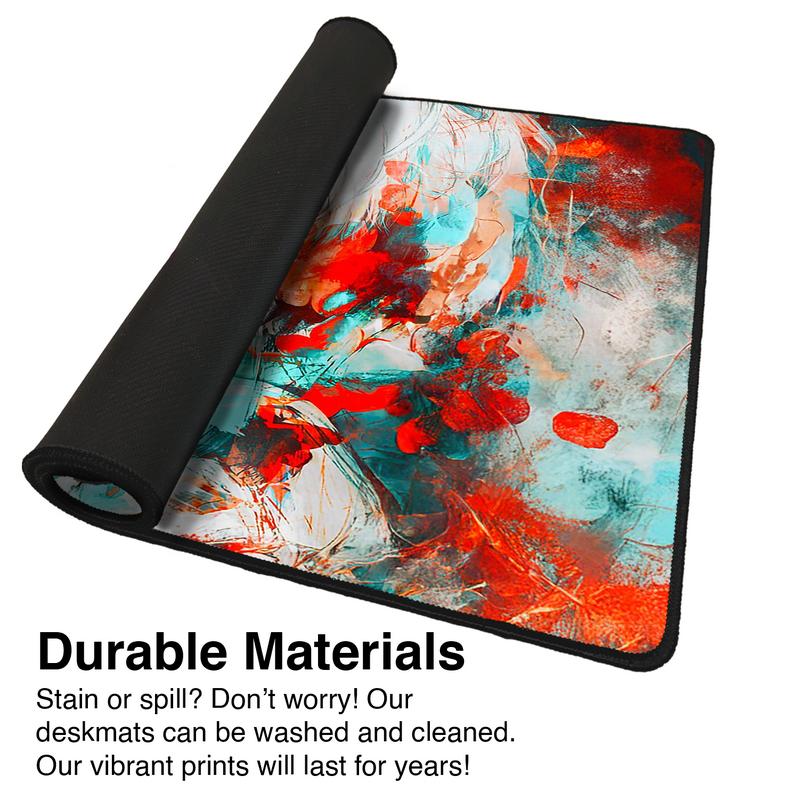 Durable Materials
Stain or spill? Don’t worry! Our
deskmats can be washed and cleaned.
Our vibrant prints will last for years!